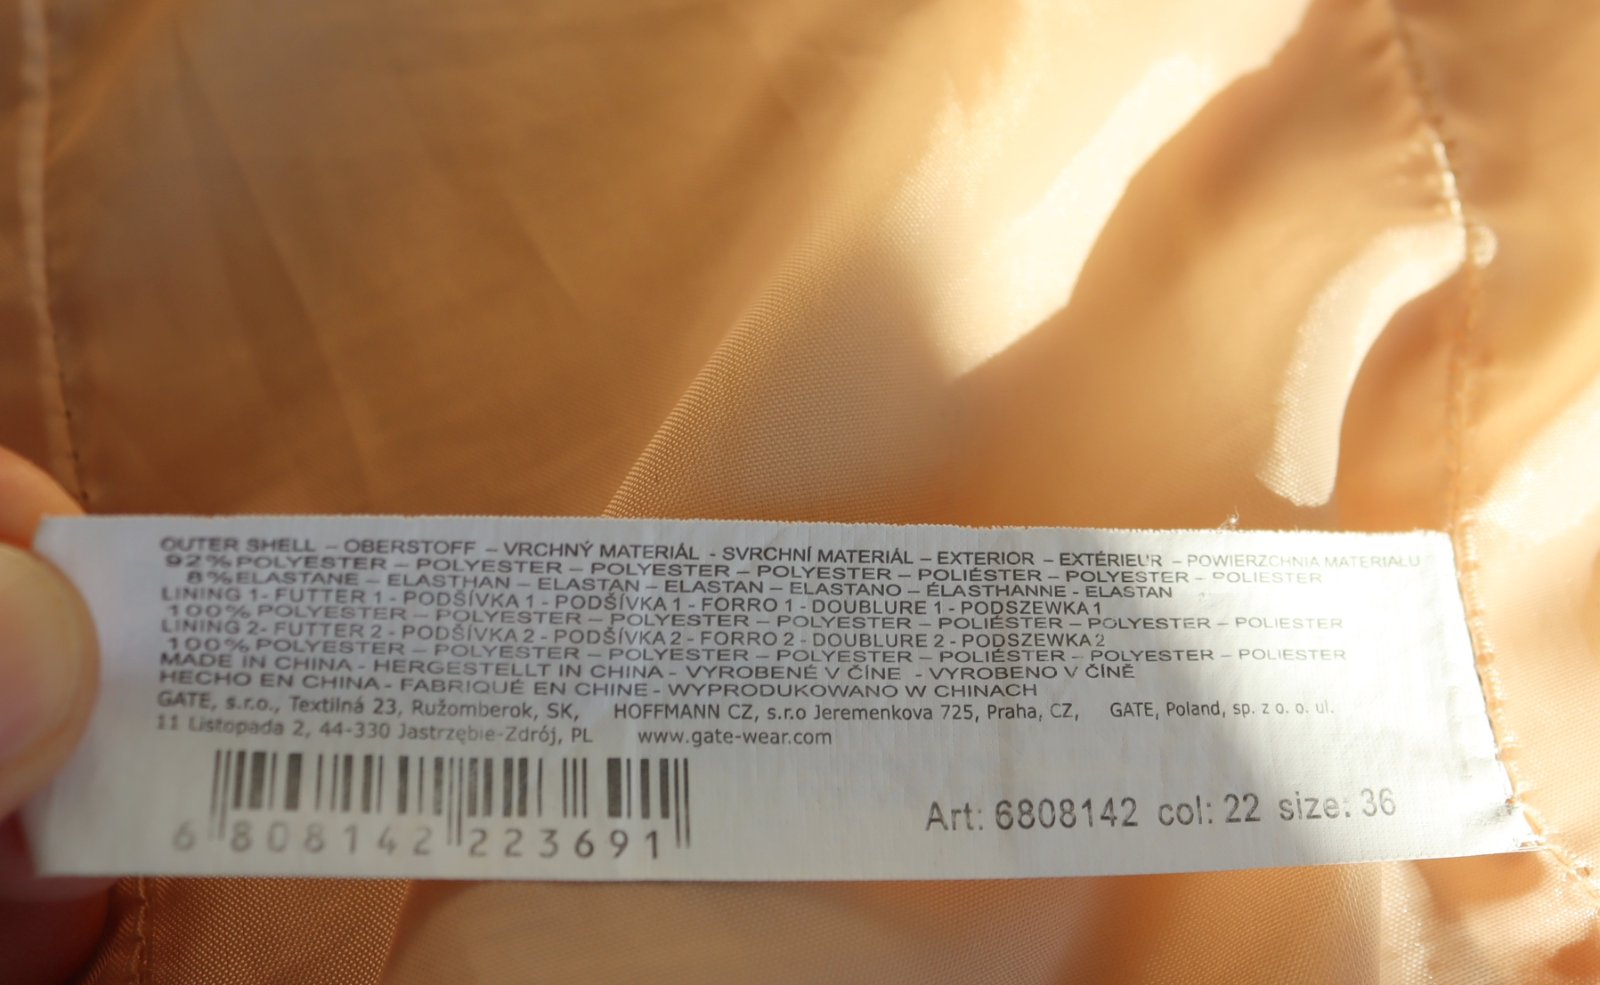 OUTER SHELL – OBERSTOFF – VRCHNÝ MATERIÁL - SVRCHNÍ MATERIÁL – EXTERIOR – EXTÉRIEUR – POWIERZCHNIA MATERIALU
92% POLYESTER – POLYESTER – POLYESTER – POLYESTER – POLIÉSTER – POLYESTER – POLIESTER
8% ELASTANE – ELASTHAN – ELASTAN – ELASTAN – ELASTANO – ÉLASTHANNE - ELASTAN
LINING 1- FUTTER 1 - PODŠÍVKA 1 - PODŠÍVKA 1 - FORRO 1 - DOUBLURE 1 - PODSZEWKA 1
100% POLYESTER – POLYESTER – POLYESTER – POLYESTER – POLIÉSTER – POLYESTER – POLIESTER
LINING 2- FUTTER 2 - PODŠÍVKA 2 - PODŠÍVKA 2 - FORRO 2 - DOUBLURE 2 - PODSZEWKA 2
100% POLYESTER – POLYESTER – POLYESTER – POLYESTER – POLIÉSTER – POLYESTER – POLIESTER
MADE IN CHINA - HERGESTELLT IN CHINA - VYROBENÉ V ČÍNE - VYROBENO V ČÍNĚ
HECHO EN CHINA - FABRIQUÉ EN CHINE - WYPRODUKOWANO W CHINACH
GATE, s.r.o., Textilná 23, Ružomberok, SK, HOFFMANN CZ, s.r.o Jeremenkova 725, Praha, CZ, GATE, Poland, sp. z o. o. ul.
11 Listopada 2, 44-330 Jastrzębie-Zdrój, PL www.gate-wear.com
Art: 6808142 col: 22 size: 36
6 808142 223691